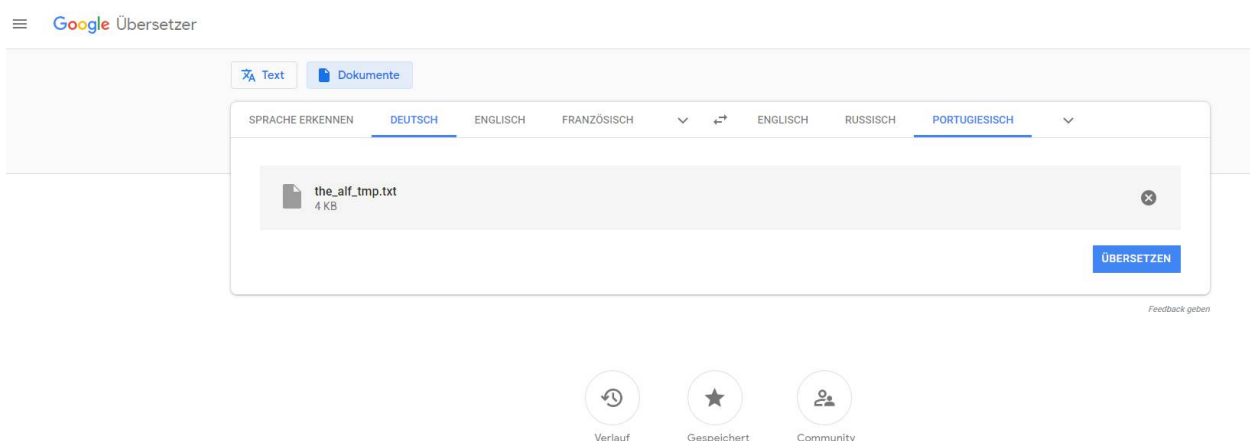 Google Übersetzer
Text Dokumente
SPRACHE ERKENNEN DEUTSCH ENGLISCH FRANZÖSISCH ENGLISCH RUSSISCH PORTUGIESISCH
the_alf_tmp.txt
4 KB
ÜBERSETZEN
Feedback geben
Verlauf Gespeichert Community